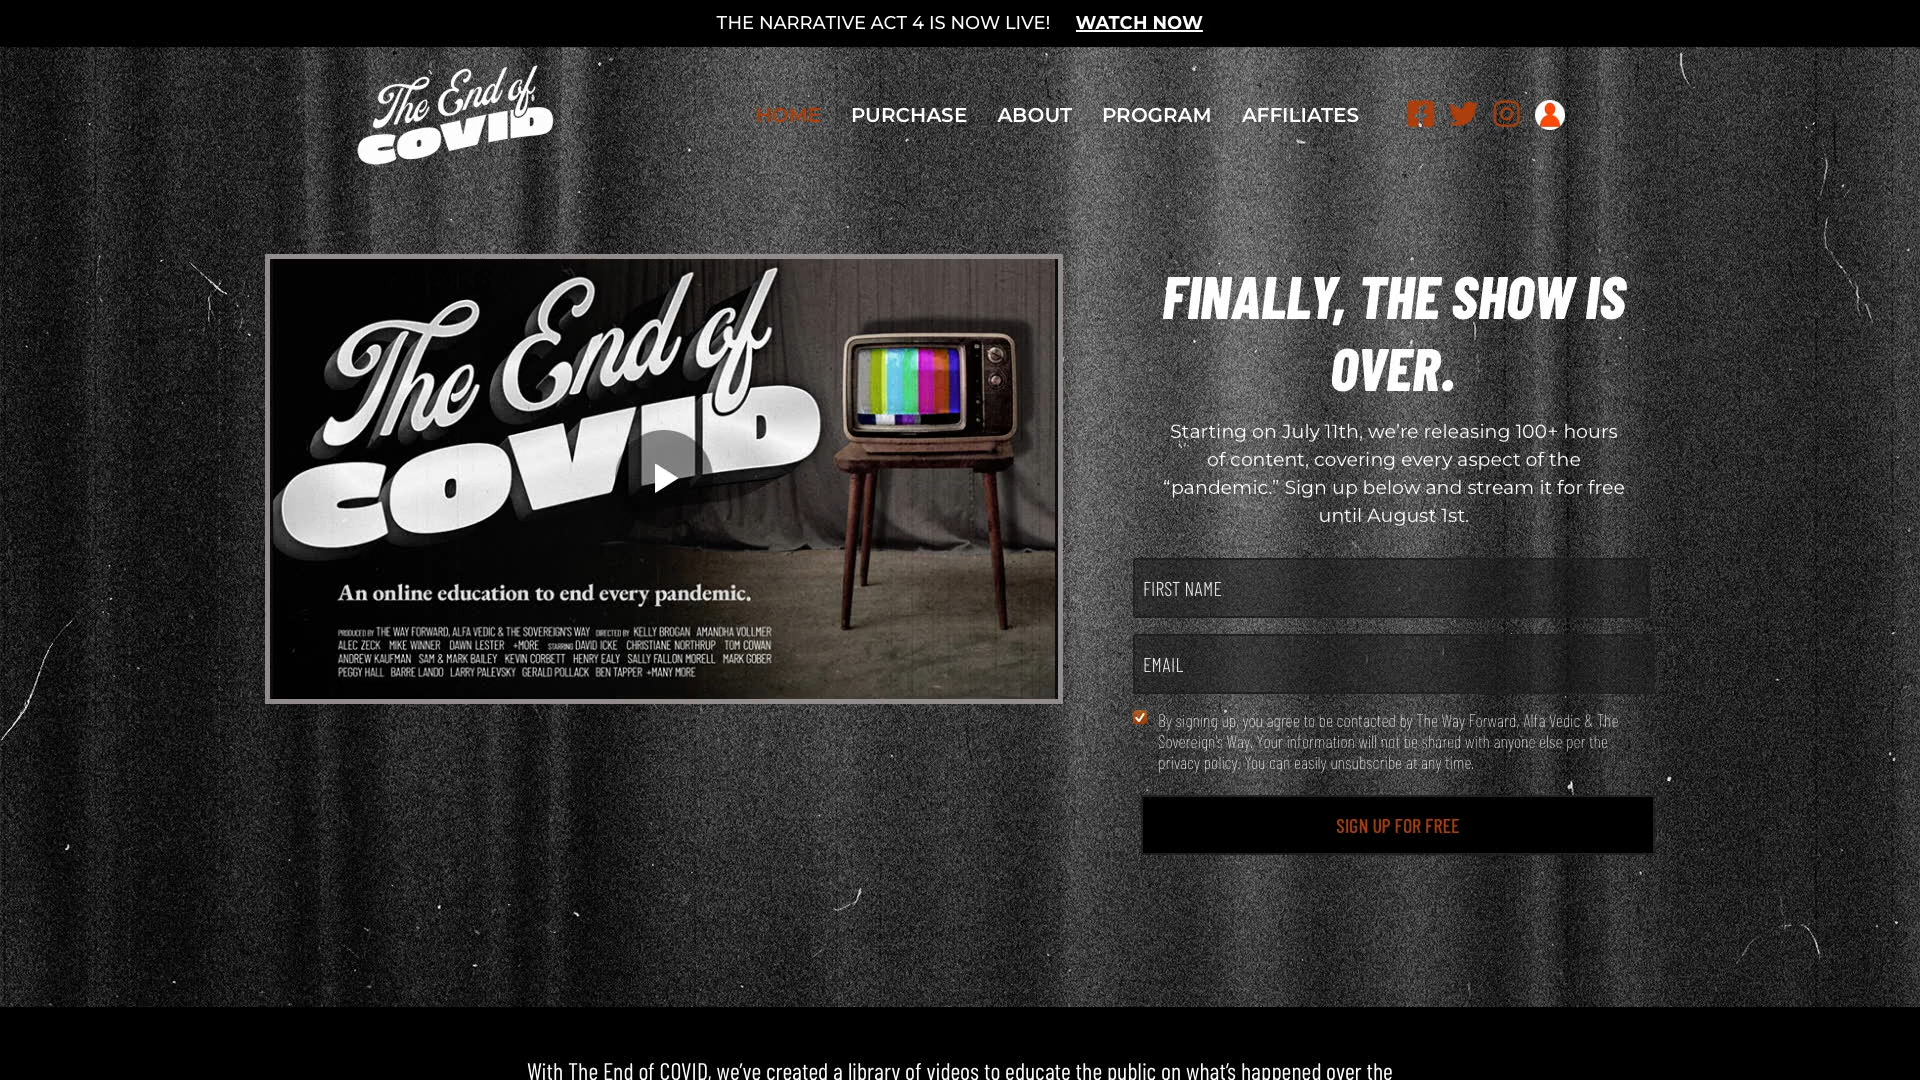 THE NARRATIVE ACT 4 IS NOW LIVE! WATCH NOW
The End of
COVID
HOME PURCHASE ABOUT PROGRAM AFFILIATES
The End of
COVID
An online education to end every pandemic.
PRODUCED BY THE WAY FORWARD, ALFA VEDIC & THE SOVEREIGN'S WAY DIRECTED BY KELLY BROGAN AMANDHA VOLLMER
ALEC ZECK MIKE WINNER DAWN LESTER +MORE STARRING DAVID ICKE CHRISTIANE NORTHRUP TOM COWAN
ANDREW KAUFMAN SAM & MARK BAILEY KEVIN CORBETT HENRY EALY SALLY FALLON MORELL MARK GOBER
PEGGY HALL BARRE LANDO LARRY PALEVSKY GERALD POLLACK BEN TAPPER +MANY MORE
FINALLY, THE SHOW IS
OVER.
Starting on July 11th, we’re releasing 100+ hours
of content, covering every aspect of the
“pandemic.” Sign up below and stream it for free
until August 1st.
FIRST NAME
EMAIL
By signing up, you agree to be contacted by The Way Forward, Alfa Vedic & The
Sovereign's Way. Your information will not be shared with anyone else per the
privacy policy. You can easily unsubscribe at any time.
SIGN UP FOR FREE
With The End of COVID, we’ve created a library of videos to educate the public on what’s happened over the